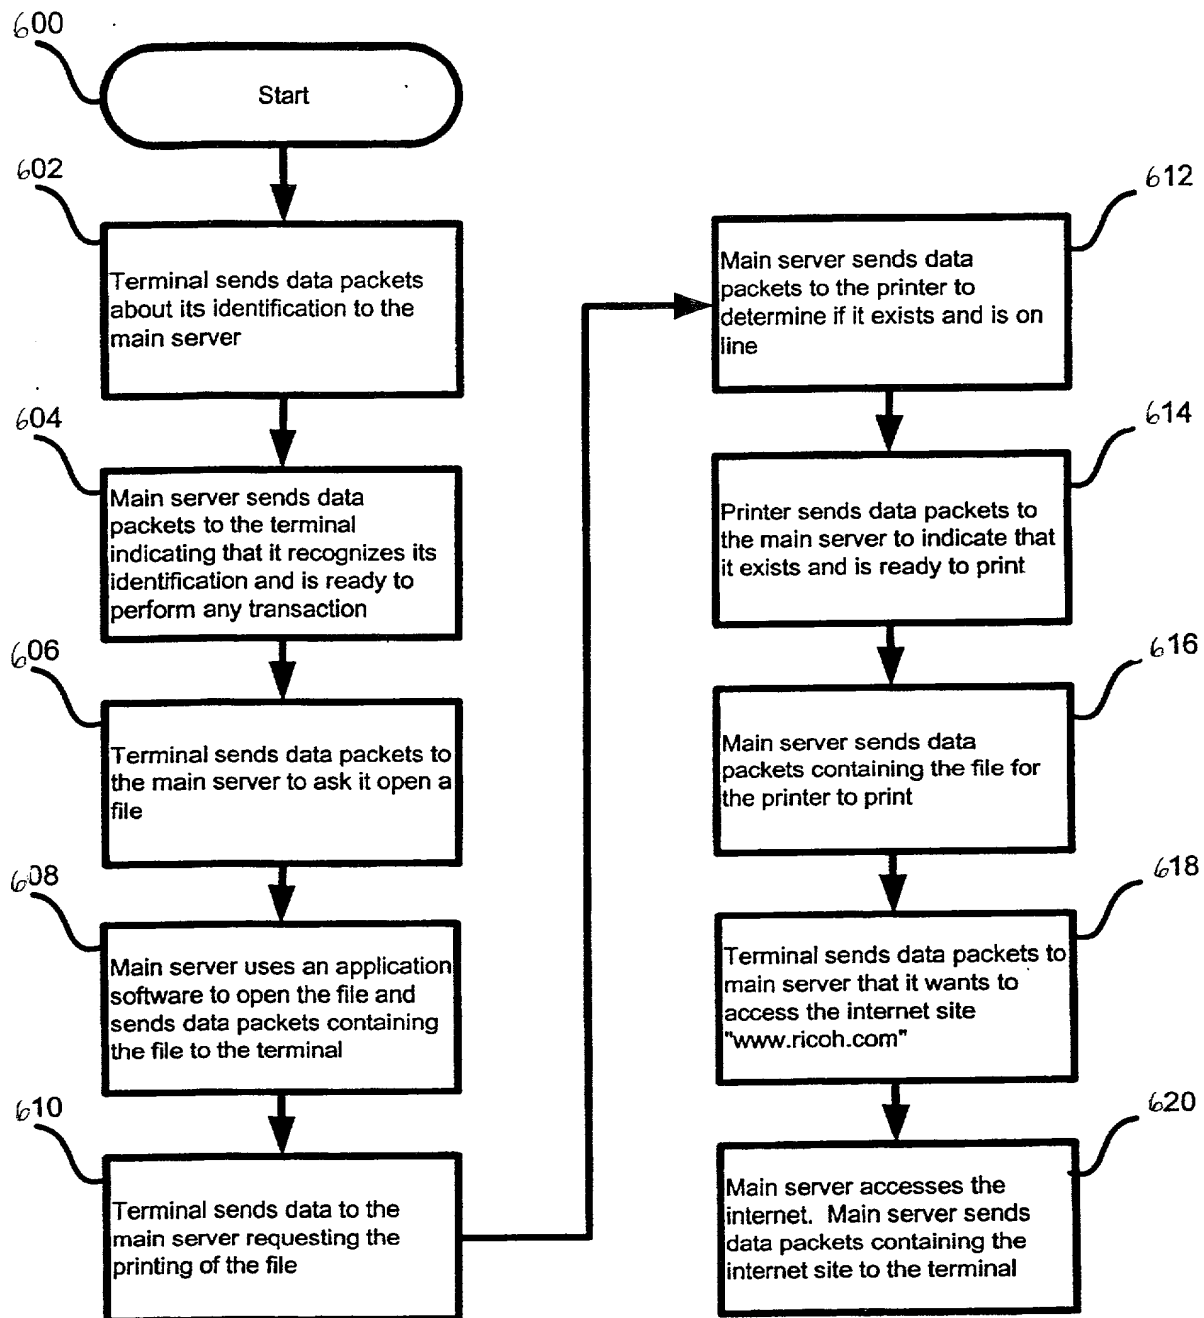 600
Start
602
Terminal sends data packets
about its identification to the
main server
604
Main server sends data
packets to the terminal
indicating that it recognizes its
identification and is ready to
perform any transaction
606
Terminal sends data packets to
the main server to ask it open a
file
608
Main server uses an application
software to open the file and
sends data packets containing
the file to the terminal
610
Terminal sends data to the
main server requesting the
printing of the file
612
Main server sends data
packets to the printer to
determine if it exists and is on
line
614
Printer sends data packets to
the main server to indicate that
it exists and is ready to print
616
Main server sends data
packets containing the file for
the printer to print
618
Terminal sends data packets to
main server that it wants to
access the internet site
"www.ricoh.com"
620
Main server accesses the
internet. Main server sends
data packets containing the
internet site to the terminal